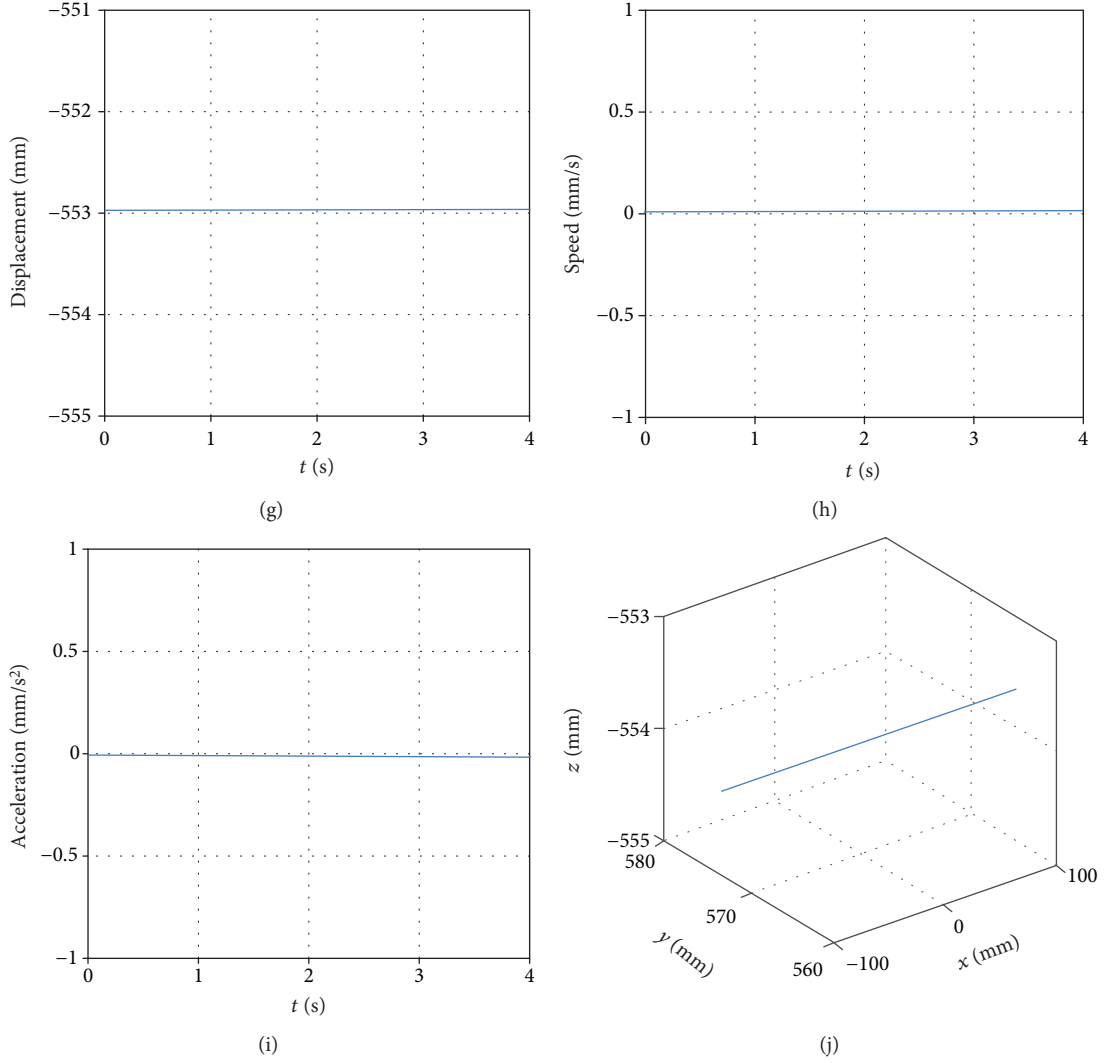 −551
−552
−553
−554
−555
Displacement (mm)
0 1 2 3 4
t (s)
(g)
1
0.5
0
−0.5
−1
Speed (mm/s)
0 1 2 3 4
t (s)
(h)
1
0.5
0
−0.5
−1
Acceleration (mm/s²)
0 1 2 3 4
t (s)
(i)
−553
−554
−555
z (mm)
580
570
560
y (mm)
−100
0
100
x (mm)
(j)